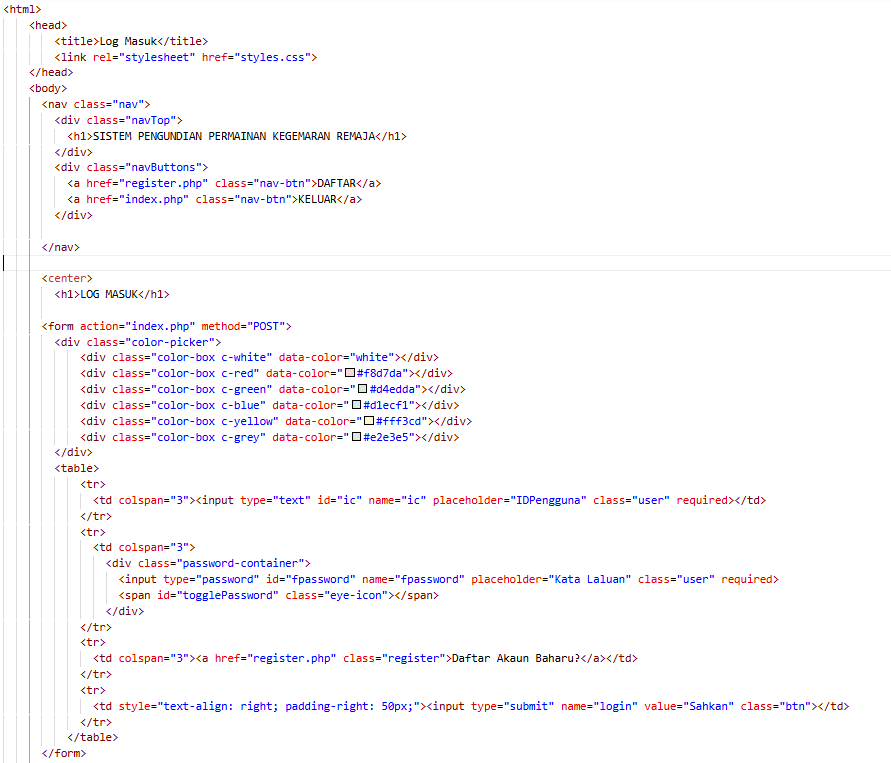 <html>
<head>
<title>Log Masuk</title>
<link rel="stylesheet" href="styles.css">
</head>
<body>
<nav class="nav">
<div class="navTop">
<h1>SISTEM PENGUNDIAN PERMAINAN KEGEMARAN REMAJA</h1>
</div>
<div class="navButtons">
<a href="register.php" class="nav-btn">DAFTAR</a>
<a href="index.php" class="nav-btn">KELUAR</a>
</div>
</nav>
<center>
<h1>LOG MASUK</h1>
<form action="index.php" method="POST">
<div class="color-picker">
<div class="color-box c-white" data-color="white"></div>
<div class="color-box c-red" data-color="#f8d7da"></div>
<div class="color-box c-green" data-color="#d4edda"></div>
<div class="color-box c-blue" data-color="#d1ecf1"></div>
<div class="color-box c-yellow" data-color="#fff3cd"></div>
<div class="color-box c-grey" data-color="#e2e3e5"></div>
</div>
<table>
<tr>
<td colspan="3"><input type="text" id="ic" name="ic" placeholder="IDPengguna" class="user" required></td>
</tr>
<tr>
<td colspan="3">
<div class="password-container">
<input type="password" id="fpassword" name="fpassword" placeholder="Kata Laluan" class="user" required>
<span id="togglePassword" class="eye-icon"></span>
</div>
</tr>
<tr>
<td colspan="3"><a href="register.php" class="register">Daftar Akaun Baharu?</a></td>
</tr>
<tr>
<td style="text-align: right; padding-right: 50px;"><input type="submit" name="login" value="Sahkan" class="btn"></td>
</tr>
</table>
</form>